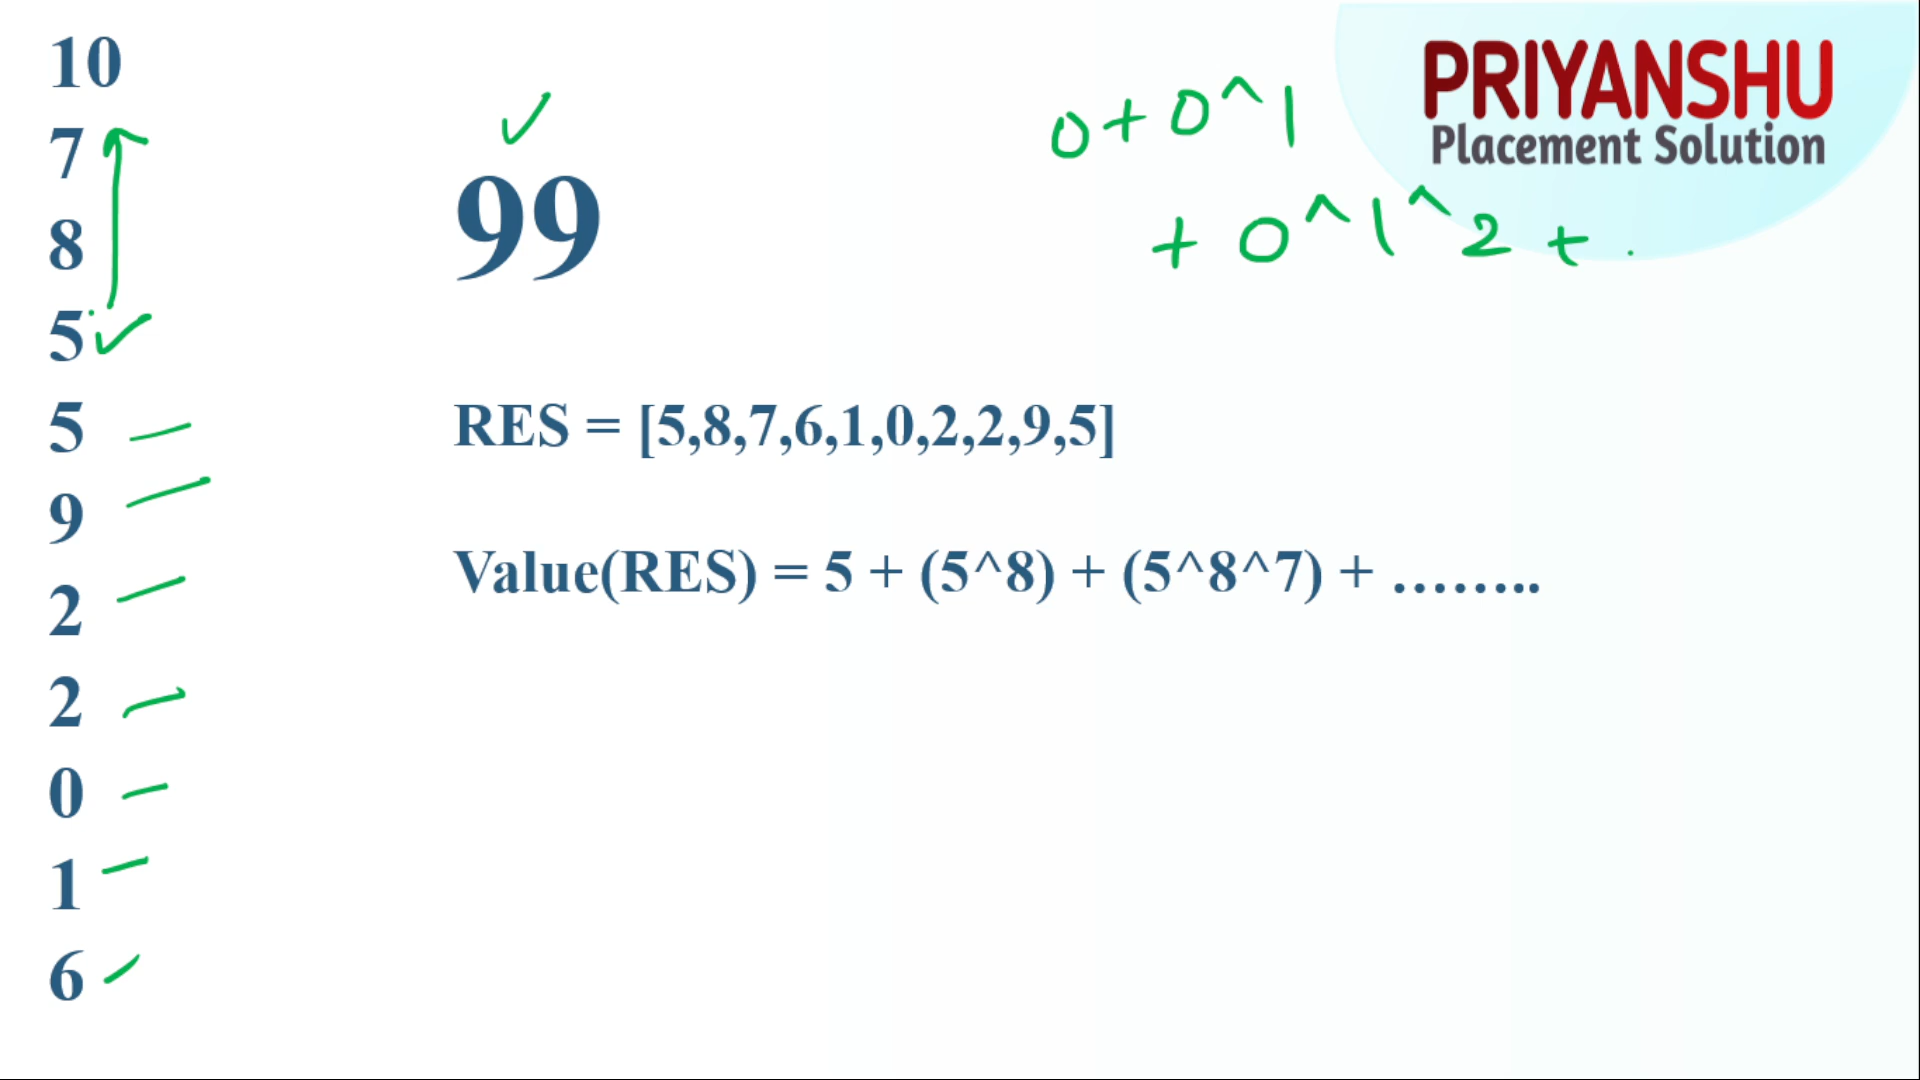 10
7
8
5
5
9
2
2
0
1
6
99
0+0^1
+ 0^1^2 + .
PRIYANSHU
Placement Solution
RES = [5,8,7,6,1,0,2,2,9,5]
Value(RES) = 5 + (5^8) + (5^8^7) + ........